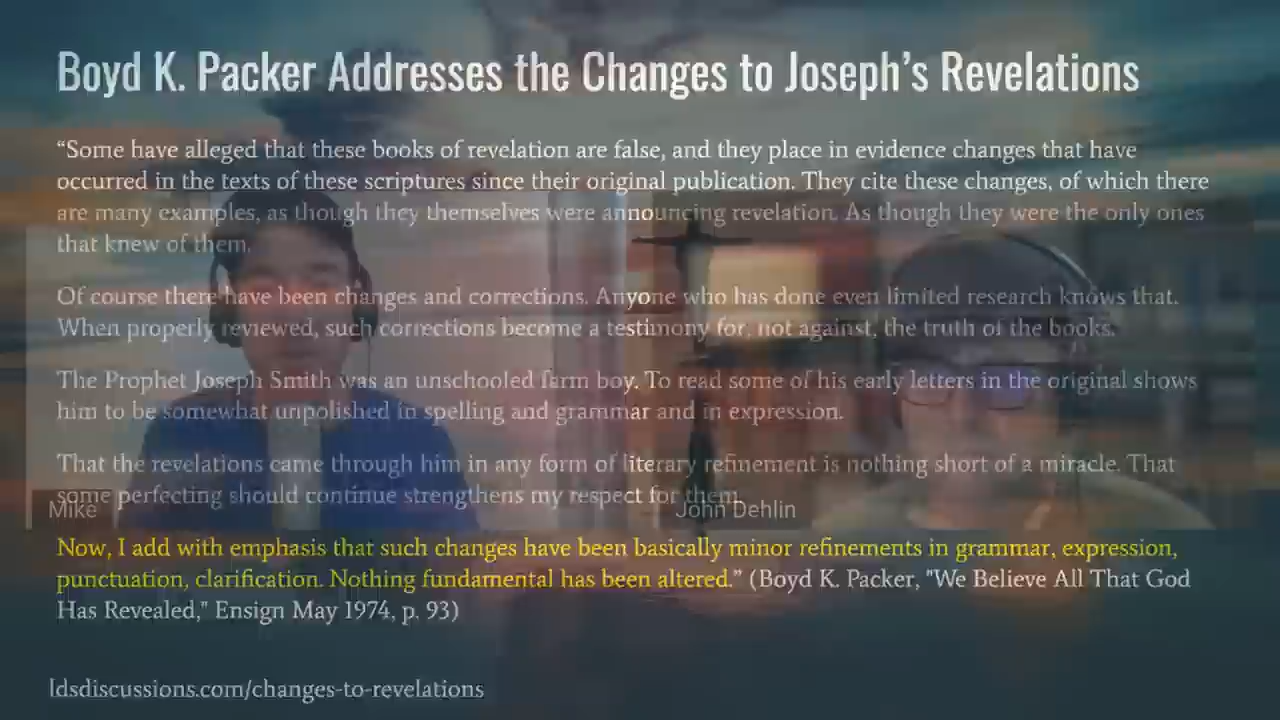 Boyd K. Packer Addresses the Changes to Joseph's Revelations
“Some have alleged that these books of revelation are false, and they place in evidence changes that have
occurred in the texts of these scriptures since their original publication. They cite these changes, of which there
are many examples, as though they themselves were announcing revelation. As though they were the only ones
that knew of them.
Of course there have been changes and corrections. Anyone who has done even limited research knows that.
When properly reviewed, such corrections become a testimony for, not against, the truth of the books.
The Prophet Joseph Smith was an unschooled farm boy. To read some of his early letters in the original shows
him to be somewhat unpolished in spelling and grammar and in expression.
That the revelations came through him in any form of literary refinement is nothing short of a miracle. That
some perfecting should continue strengthens my respect for them.
Mike
John Dehlin
Now, I add with emphasis that such changes have been basically minor refinements in grammar, expression,
punctuation, clarification. Nothing fundamental has been altered.” (Boyd K. Packer, "We Believe All That God
Has Revealed," Ensign May 1974, p. 93)
ldsdiscussions.com/changes-to-revelations